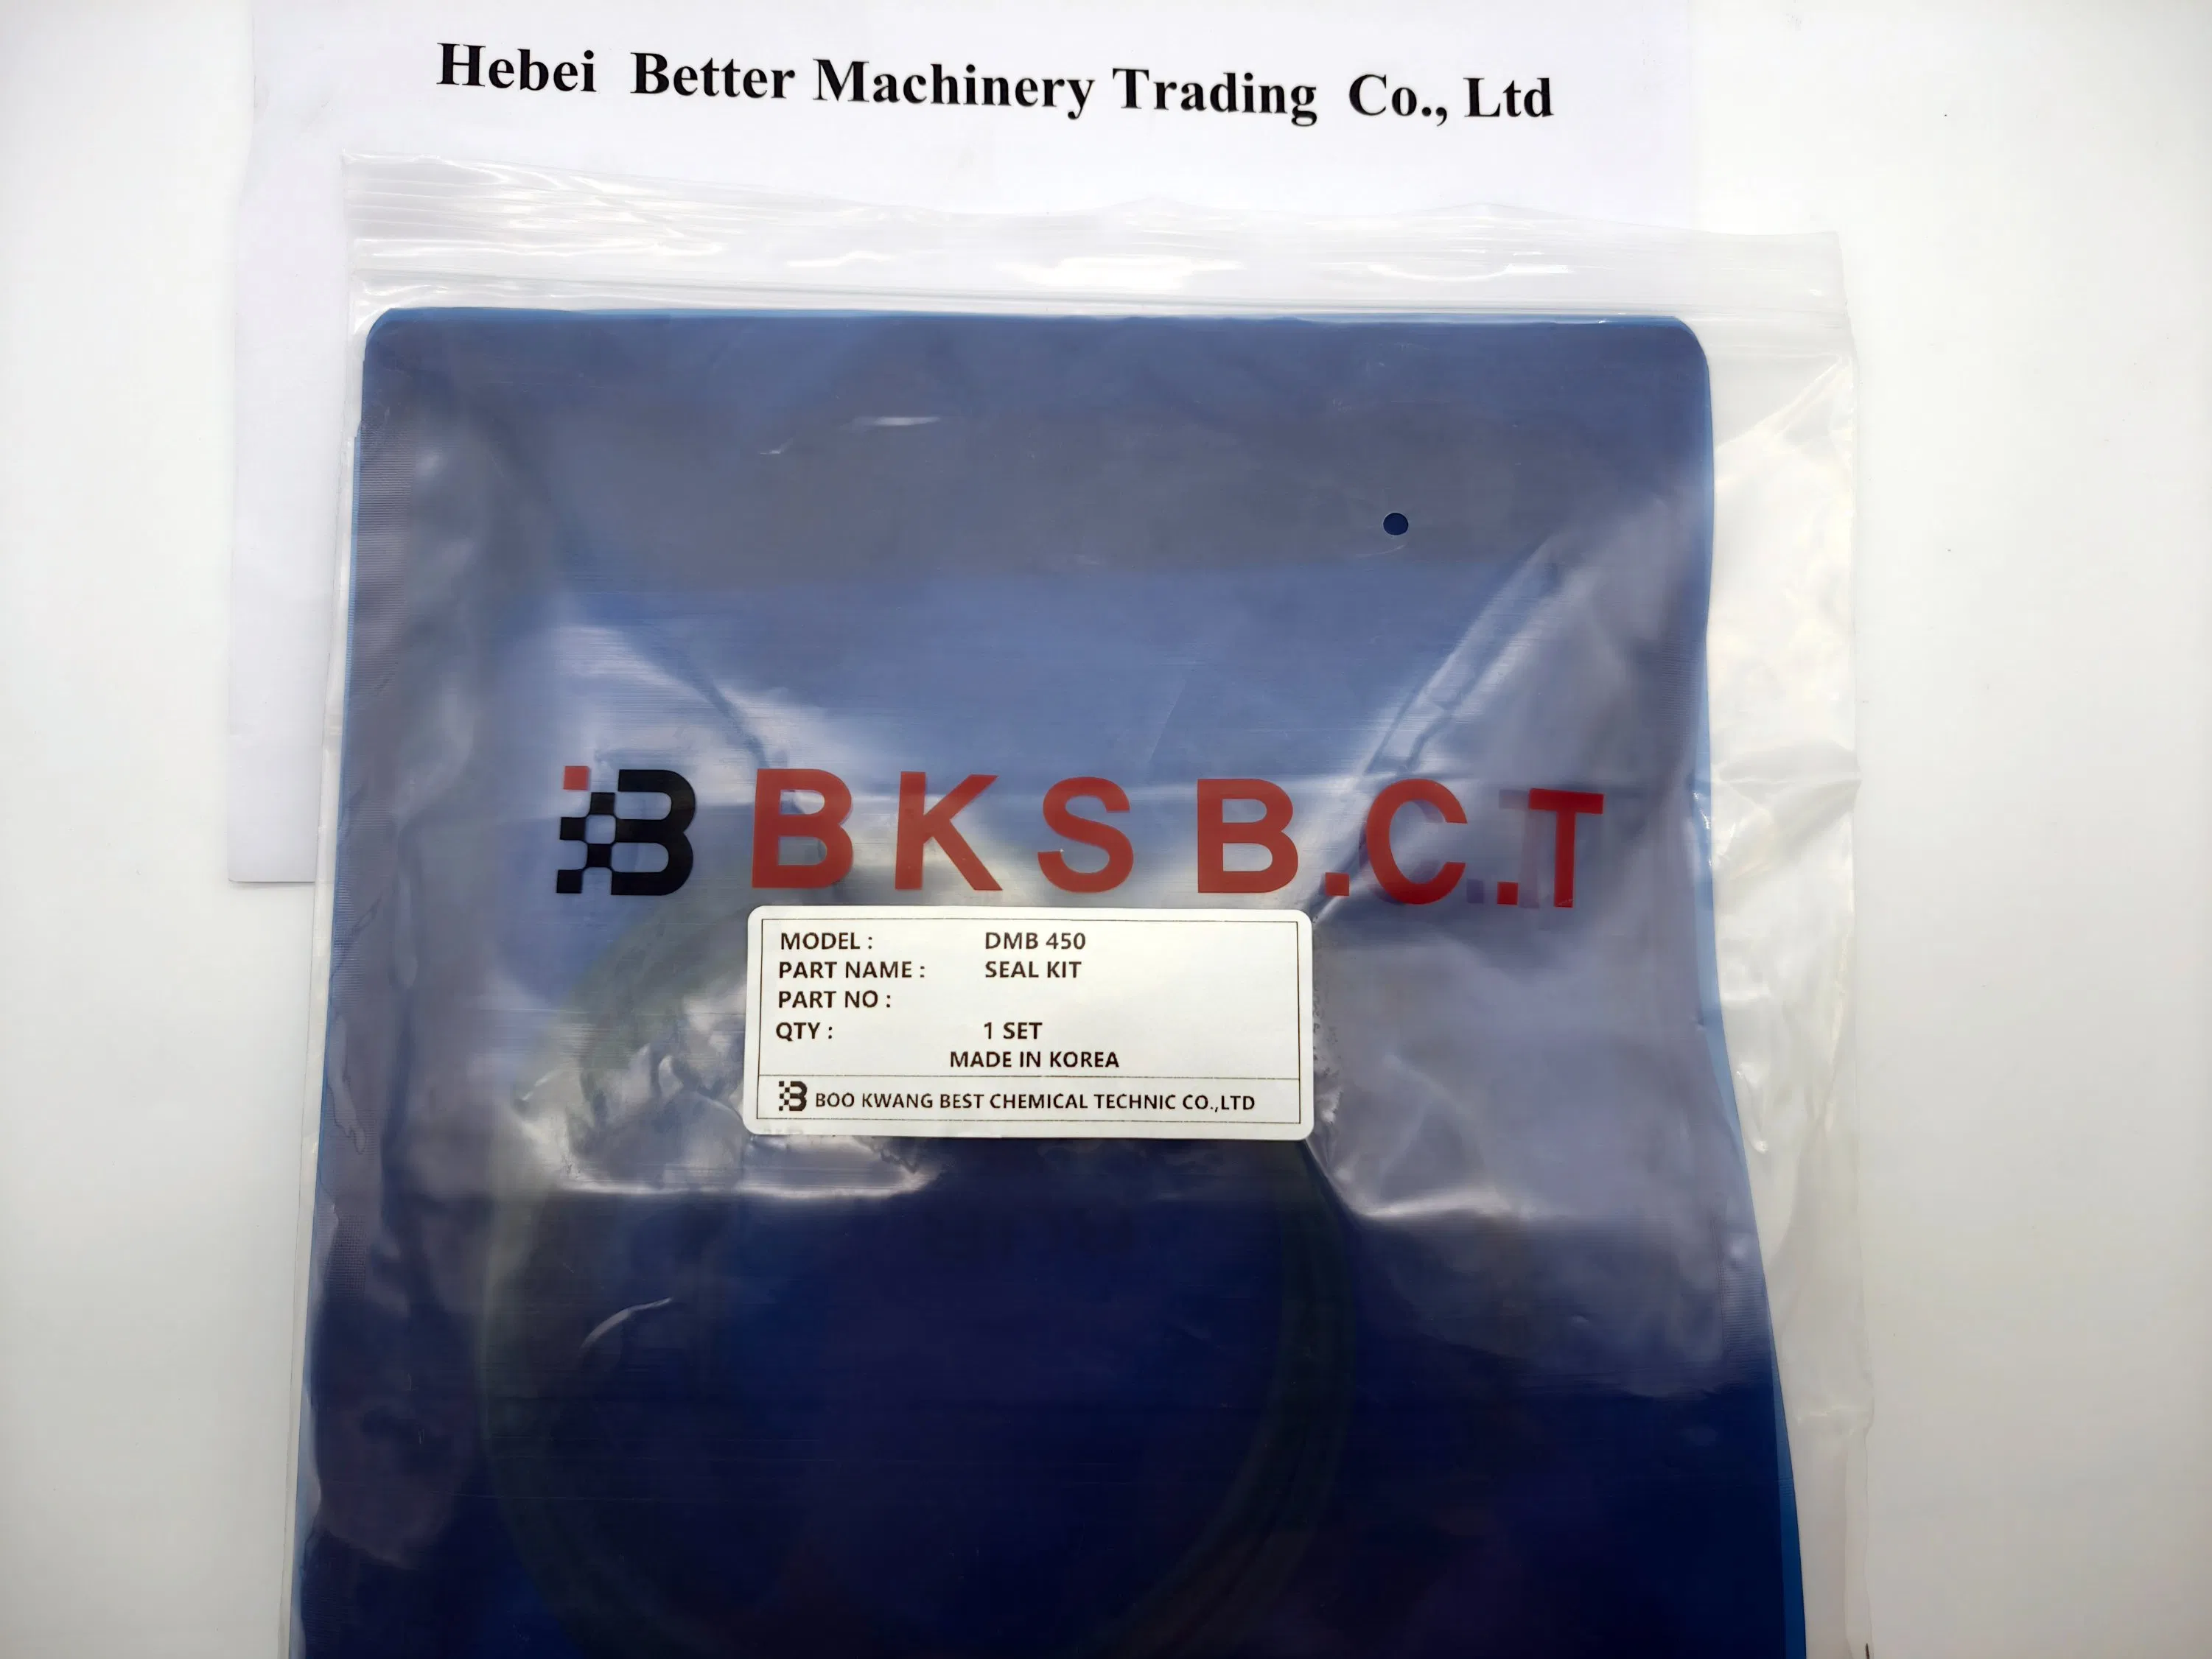 Hebei Better Machinery Trading Co., Ltd
B BKS B.C.T
MODEL : DMB 450
PART NAME : SEAL KIT
PART NO :
QTY : 1 SET
MADE IN KOREA
B BOO KWANG BEST CHEMICAL TECHNIC CO.,LTD